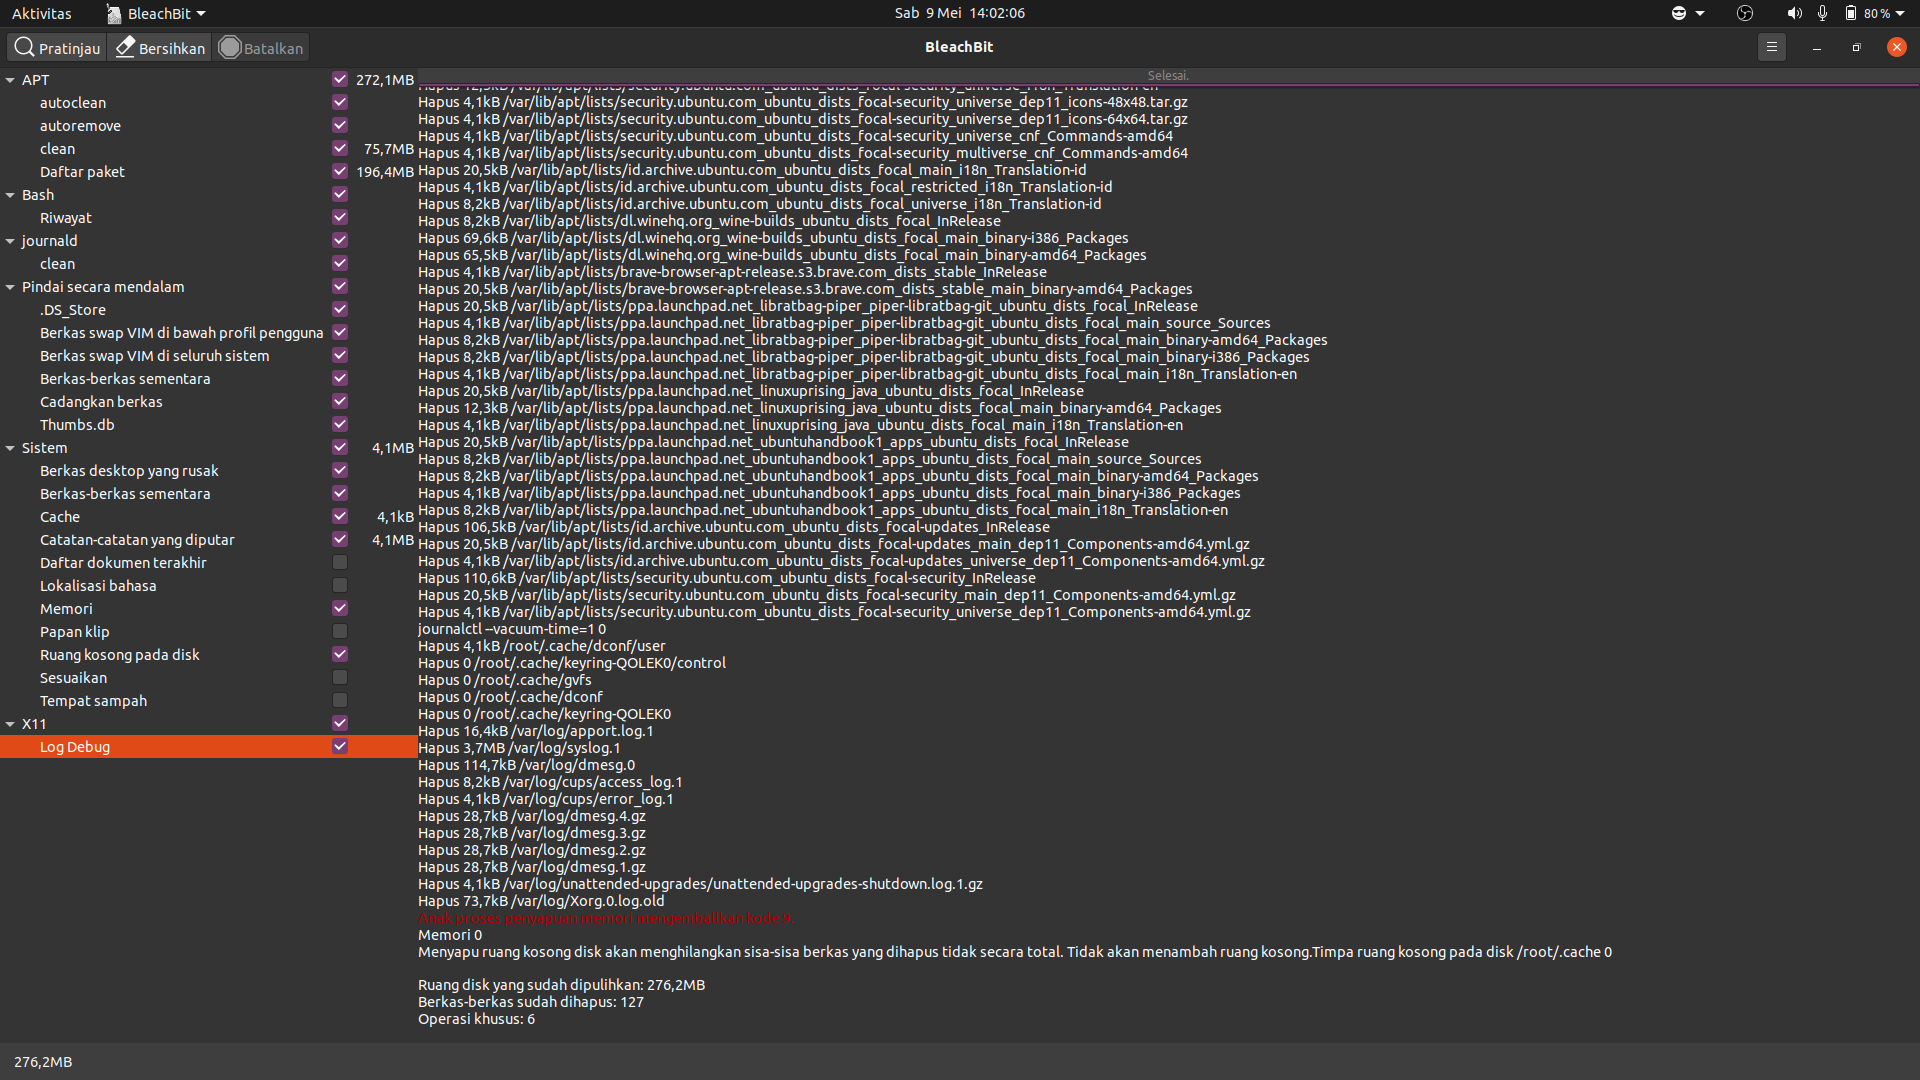 Aktivitas
BleachBit
Sab 9 Mei 14:02:06
80 %
Pratinjau
Bersihkan
Batalkan
BleachBit
APT 272,1MB
autoclean
autoremove
clean 75,7MB
Daftar paket 196,4MB
Bash
Riwayat
journald
clean
Pindai secara mendalam
.DS_Store
Berkas swap VIM di bawah profil pengguna
Berkas swap VIM di seluruh sistem
Berkas-berkas sementara
Cadangkan berkas
Thumbs.db
Sistem 4,1MB
Berkas desktop yang rusak
Berkas-berkas sementara
Cache 4,1kB
Catatan-catatan yang diputar 4,1MB
Daftar dokumen terakhir
Lokalisasi bahasa
Memori
Papan klip
Ruang kosong pada disk
Sesuaikan
Tempat sampah
X11
Log Debug
Selesai.
Hapus 4,1kB /var/lib/apt/lists/security.ubuntu.com_ubuntu_dists_focal-security_universe_dep11_icons-48x48.tar.gz
Hapus 4,1kB /var/lib/apt/lists/security.ubuntu.com_ubuntu_dists_focal-security_universe_dep11_icons-64x64.tar.gz
Hapus 4,1kB /var/lib/apt/lists/security.ubuntu.com_ubuntu_dists_focal-security_universe_cnf_Commands-amd64
Hapus 4,1kB /var/lib/apt/lists/security.ubuntu.com_ubuntu_dists_focal-security_multiverse_cnf_Commands-amd64
Hapus 20,5kB /var/lib/apt/lists/id.archive.ubuntu.com_ubuntu_dists_focal_main_i18n_Translation-id
Hapus 4,1kB /var/lib/apt/lists/id.archive.ubuntu.com_ubuntu_dists_focal_restricted_i18n_Translation-id
Hapus 8,2kB /var/lib/apt/lists/id.archive.ubuntu.com_ubuntu_dists_focal_universe_i18n_Translation-id
Hapus 8,2kB /var/lib/apt/lists/dl.winehq.org_wine-builds_ubuntu_dists_focal_InRelease
Hapus 69,6kB /var/lib/apt/lists/dl.winehq.org_wine-builds_ubuntu_dists_focal_main_binary-i386_Packages
Hapus 65,5kB /var/lib/apt/lists/dl.winehq.org_wine-builds_ubuntu_dists_focal_main_binary-amd64_Packages
Hapus 4,1kB /var/lib/apt/lists/brave-browser-apt-release.s3.brave.com_dists_stable_InRelease
Hapus 20,5kB /var/lib/apt/lists/brave-browser-apt-release.s3.brave.com_dists_stable_main_binary-amd64_Packages
Hapus 20,5kB /var/lib/apt/lists/ppa.launchpad.net_libratbag-piper_piper-libratbag-git_ubuntu_dists_focal_InRelease
Hapus 4,1kB /var/lib/apt/lists/ppa.launchpad.net_libratbag-piper_piper-libratbag-git_ubuntu_dists_focal_main_source_Sources
Hapus 8,2kB /var/lib/apt/lists/ppa.launchpad.net_libratbag-piper_piper-libratbag-git_ubuntu_dists_focal_main_binary-amd64_Packages
Hapus 8,2kB /var/lib/apt/lists/ppa.launchpad.net_libratbag-piper_piper-libratbag-git_ubuntu_dists_focal_main_binary-i386_Packages
Hapus 4,1kB /var/lib/apt/lists/ppa.launchpad.net_libratbag-piper_piper-libratbag-git_ubuntu_dists_focal_main_i18n_Translation-en
Hapus 20,5kB /var/lib/apt/lists/ppa.launchpad.net_linuxuprising_java_ubuntu_dists_focal_InRelease
Hapus 12,3kB /var/lib/apt/lists/ppa.launchpad.net_linuxuprising_java_ubuntu_dists_focal_main_binary-amd64_Packages
Hapus 4,1kB /var/lib/apt/lists/ppa.launchpad.net_linuxuprising_java_ubuntu_dists_focal_main_i18n_Translation-en
Hapus 20,5kB /var/lib/apt/lists/ppa.launchpad.net_ubuntuhandbook1_apps_ubuntu_dists_focal_InRelease
Hapus 8,2kB /var/lib/apt/lists/ppa.launchpad.net_ubuntuhandbook1_apps_ubuntu_dists_focal_main_source_Sources
Hapus 8,2kB /var/lib/apt/lists/ppa.launchpad.net_ubuntuhandbook1_apps_ubuntu_dists_focal_main_binary-amd64_Packages
Hapus 4,1kB /var/lib/apt/lists/ppa.launchpad.net_ubuntuhandbook1_apps_ubuntu_dists_focal_main_binary-i386_Packages
Hapus 8,2kB /var/lib/apt/lists/ppa.launchpad.net_ubuntuhandbook1_apps_ubuntu_dists_focal_main_i18n_Translation-en
Hapus 106,5kB /var/lib/apt/lists/id.archive.ubuntu.com_ubuntu_dists_focal-updates_InRelease
Hapus 20,5kB /var/lib/apt/lists/id.archive.ubuntu.com_ubuntu_dists_focal-updates_main_dep11_Components-amd64.yml.gz
Hapus 4,1kB /var/lib/apt/lists/id.archive.ubuntu.com_ubuntu_dists_focal-updates_universe_dep11_Components-amd64.yml.gz
Hapus 110,6kB /var/lib/apt/lists/security.ubuntu.com_ubuntu_dists_focal-security_InRelease
Hapus 20,5kB /var/lib/apt/lists/security.ubuntu.com_ubuntu_dists_focal-security_main_dep11_Components-amd64.yml.gz
Hapus 4,1kB /var/lib/apt/lists/security.ubuntu.com_ubuntu_dists_focal-security_universe_dep11_Components-amd64.yml.gz
journalctl --vacuum-time=1 0
Hapus 4,1kB /root/.cache/dconf/user
Hapus 0 /root/.cache/keyring-QOLEK0/control
Hapus 0 /root/.cache/gvfs
Hapus 0 /root/.cache/dconf
Hapus 0 /root/.cache/keyring-QOLEK0
Hapus 16,4kB /var/log/apport.log.1
Hapus 3,7MB /var/log/syslog.1
Hapus 114,7kB /var/log/dmesg.0
Hapus 8,2kB /var/log/cups/access_log.1
Hapus 4,1kB /var/log/cups/error_log.1
Hapus 28,7kB /var/log/dmesg.4.gz
Hapus 28,7kB /var/log/dmesg.3.gz
Hapus 28,7kB /var/log/dmesg.2.gz
Hapus 28,7kB /var/log/dmesg.1.gz
Hapus 4,1kB /var/log/unattended-upgrades/unattended-upgrades-shutdown.log.1.gz
Hapus 73,7kB /var/log/Xorg.0.log.old
Anak proses penyapuan memori mengembalikan kode 9.
Memori 0
Menyapu ruang kosong disk akan menghilangkan sisa-sisa berkas yang dihapus tidak secara total. Tidak akan menambah ruang kosong.Timpa ruang kosong pada disk /root/.cache 0
Ruang disk yang sudah dipulihkan: 276,2MB
Berkas-berkas sudah dihapus: 127
Operasi khusus: 6
276,2MB